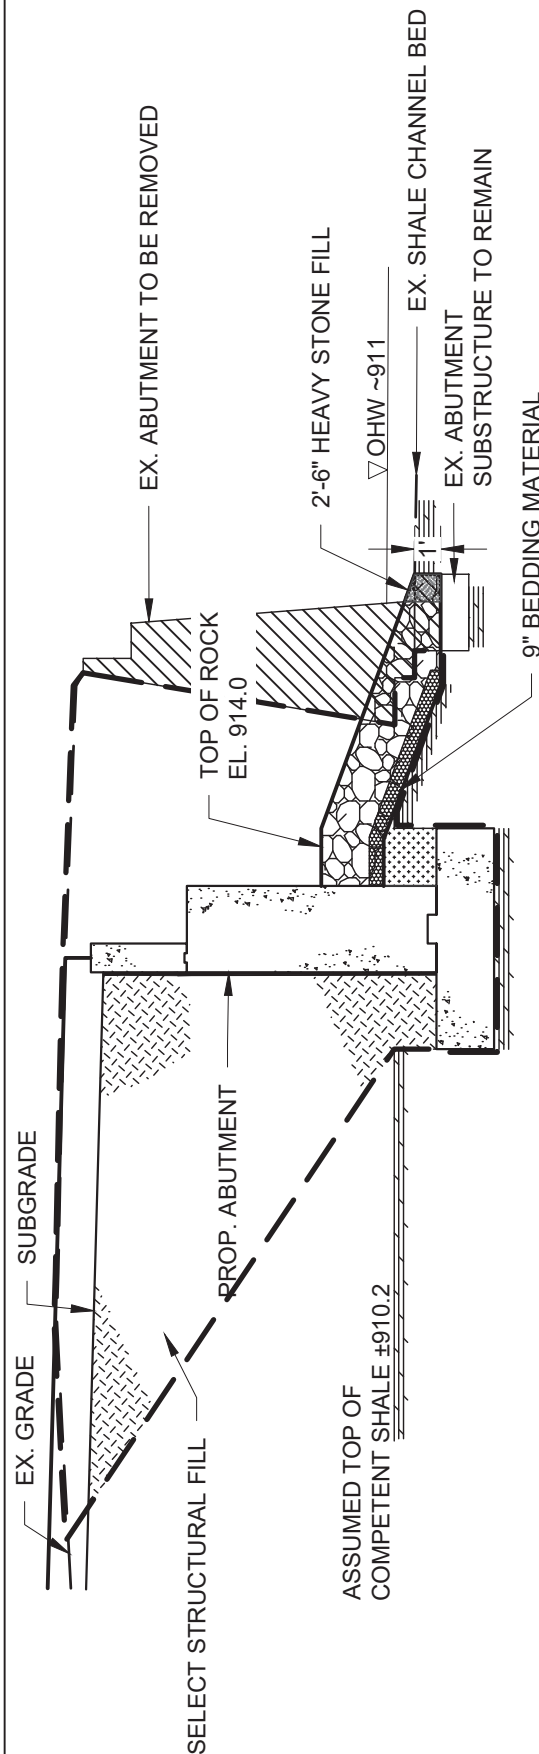 EX. GRADE
SUBGRADE
EX. ABUTMENT TO BE REMOVED
SELECT STRUCTURAL FILL
PROP. ABUTMENT
TOP OF ROCK
EL. 914.0
2'-6" HEAVY STONE FILL
OHW ~911
ASSUMED TOP OF
COMPETENT SHALE ±910.2
1'
EX. SHALE CHANNEL BED
EX. ABUTMENT
SUBSTRUCTURE TO REMAIN
9" BEDDING MATERIAL